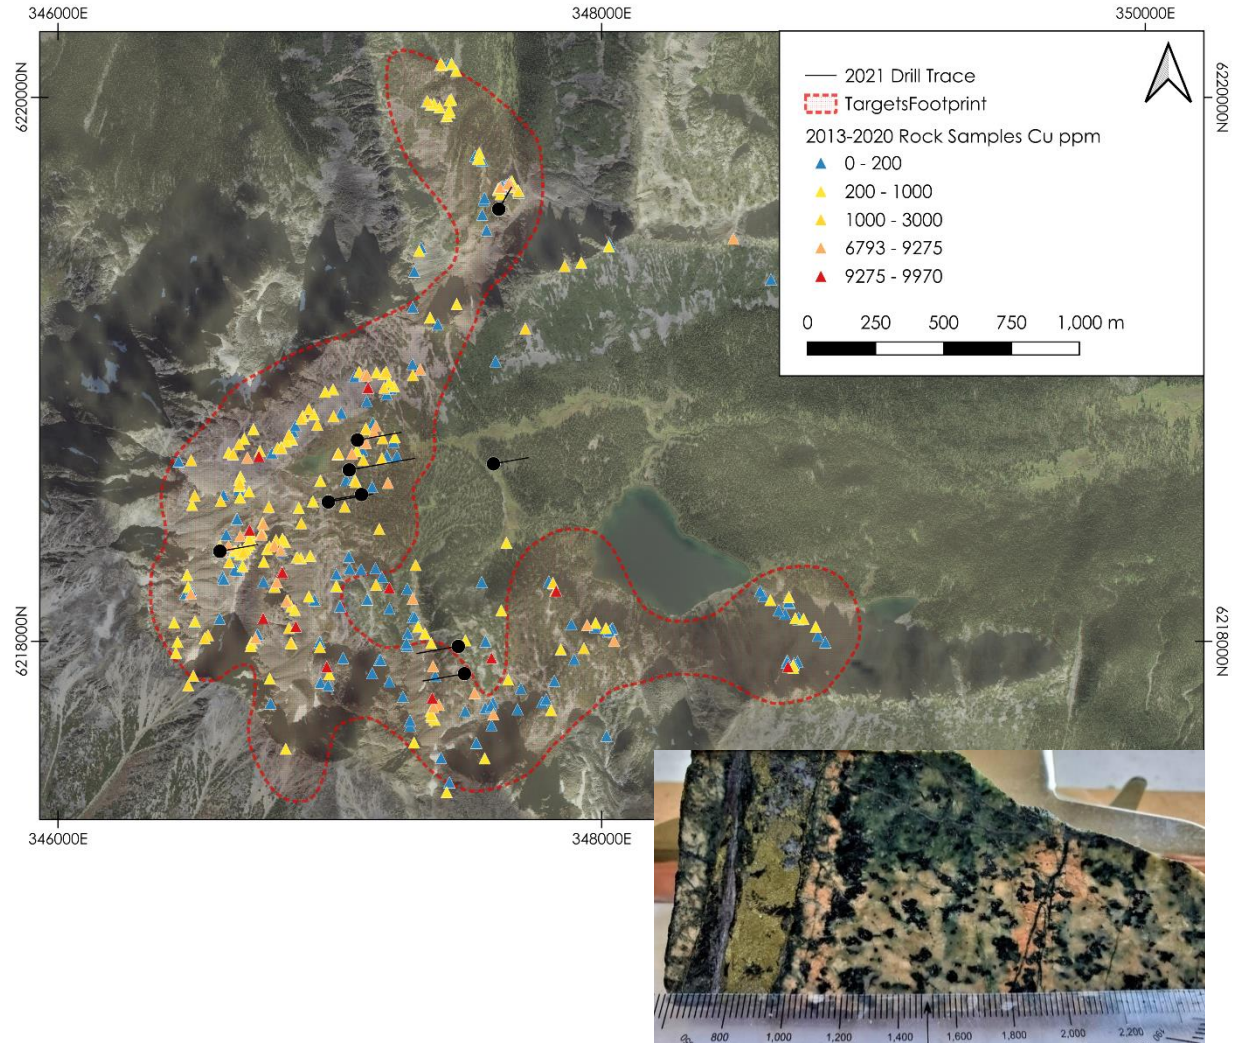 346000E
348000E
350000E
6220000N
6220000N
2021 Drill Trace
TargetsFootprint
2013-2020 Rock Samples Cu ppm
0 - 200
200 - 1000
1000 - 3000
6793 - 9275
9275 - 9970
0 250 500 750 1,000 m
6218000N
6218000N
346000E
348000E
800 1,000 1,200 1,400 1,600 1,800 2,000 2,200